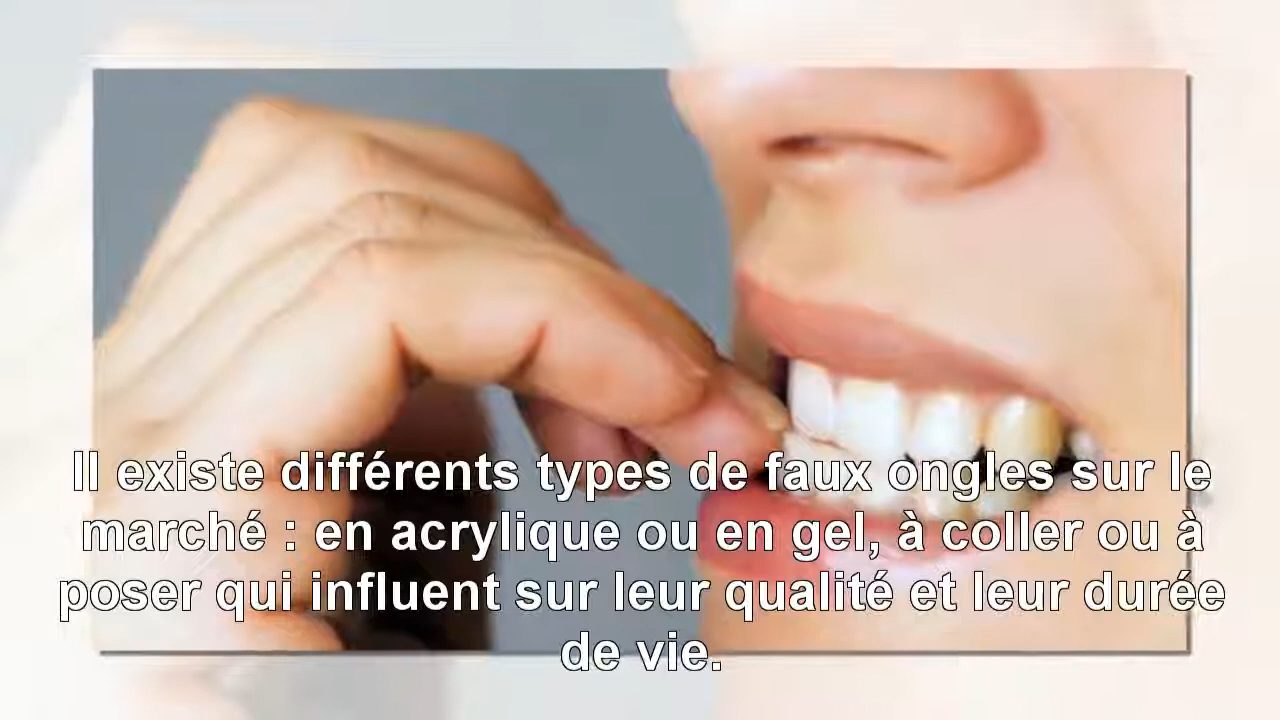 Il existe différents types de faux ongles sur le
marché : en acrylique ou en gel, à coller ou à
poser qui influent sur leur qualité et leur durée
de vie.